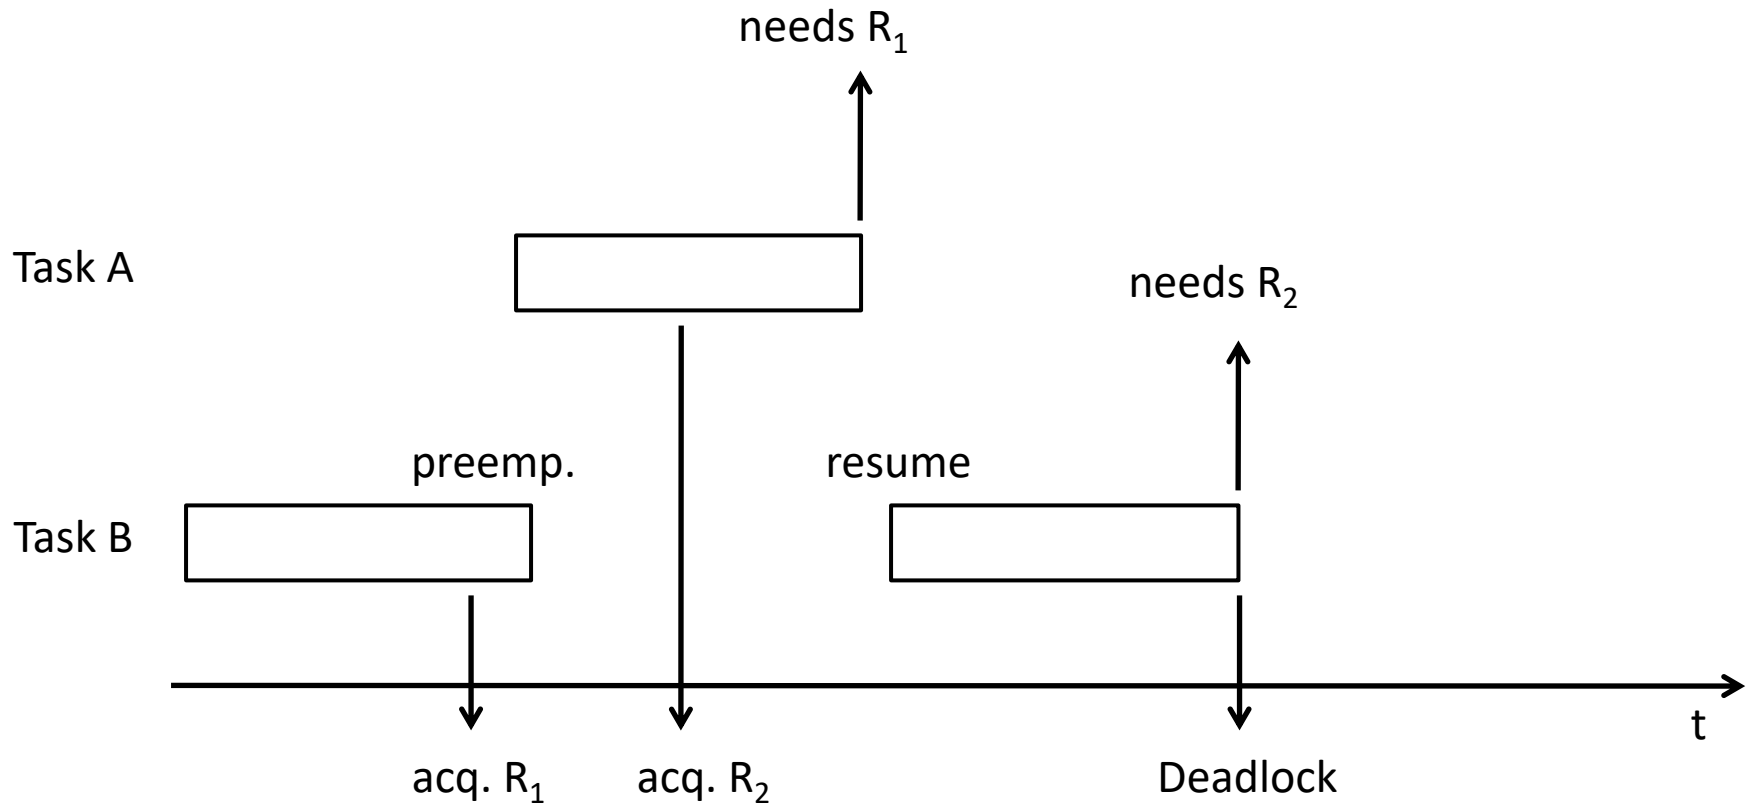 needs R₁
Task A
needs R₂
preemp.
resume
Task B
t
acq. R₁
acq. R₂
Deadlock